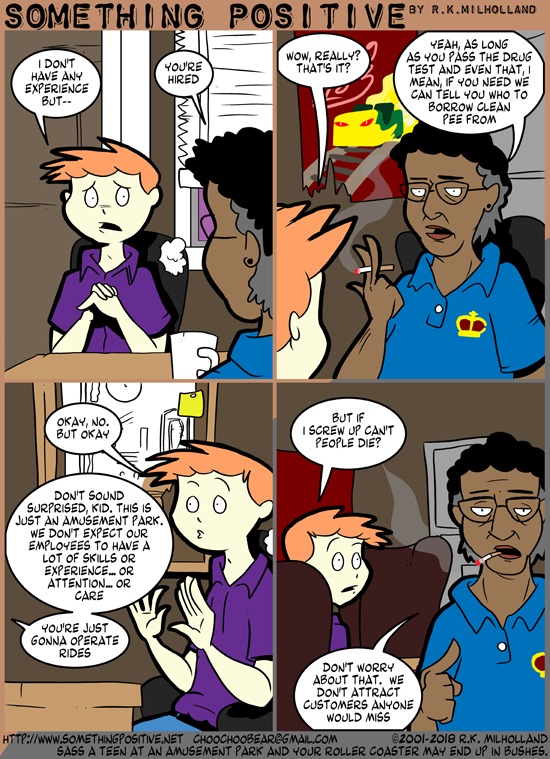 SOMETHING POSITIVE BY R.K.MILHOLLAND
I DON'T
HAVE ANY
EXPERIENCE
BUT--
YOU'RE
HIRED
WOW, REALLY?
THAT'S IT?
YEAH, AS LONG
AS YOU PASS THE DRUG
TEST AND EVEN THAT, I
MEAN, IF YOU NEED WE
CAN TELL YOU WHO TO
BORROW CLEAN
PEE FROM
OKAY, NO.
BUT OKAY
DON'T SOUND
SURPRISED, KID. THIS IS
JUST AN AMUSEMENT PARK.
WE DON'T EXPECT OUR
EMPLOYEES TO HAVE A
LOT OF SKILLS OR
EXPERIENCE... OR
ATTENTION... OR
CARE
YOU'RE JUST
GONNA OPERATE
RIDES
BUT IF
I SCREW UP CAN'T
PEOPLE DIE?
DON'T WORRY
ABOUT THAT. WE
DON'T ATTRACT
CUSTOMERS ANYONE
WOULD MISS
HTTP://WWW.SOMETHINGPOSITIVE.NET CHOOCHOOBEAR@GMAIL.COM ©2001-2018 R.K. MILHOLLAND
SASS A TEEN AT AN AMUSEMENT PARK AND YOUR ROLLER COASTER MAY END UP IN BUSHES.